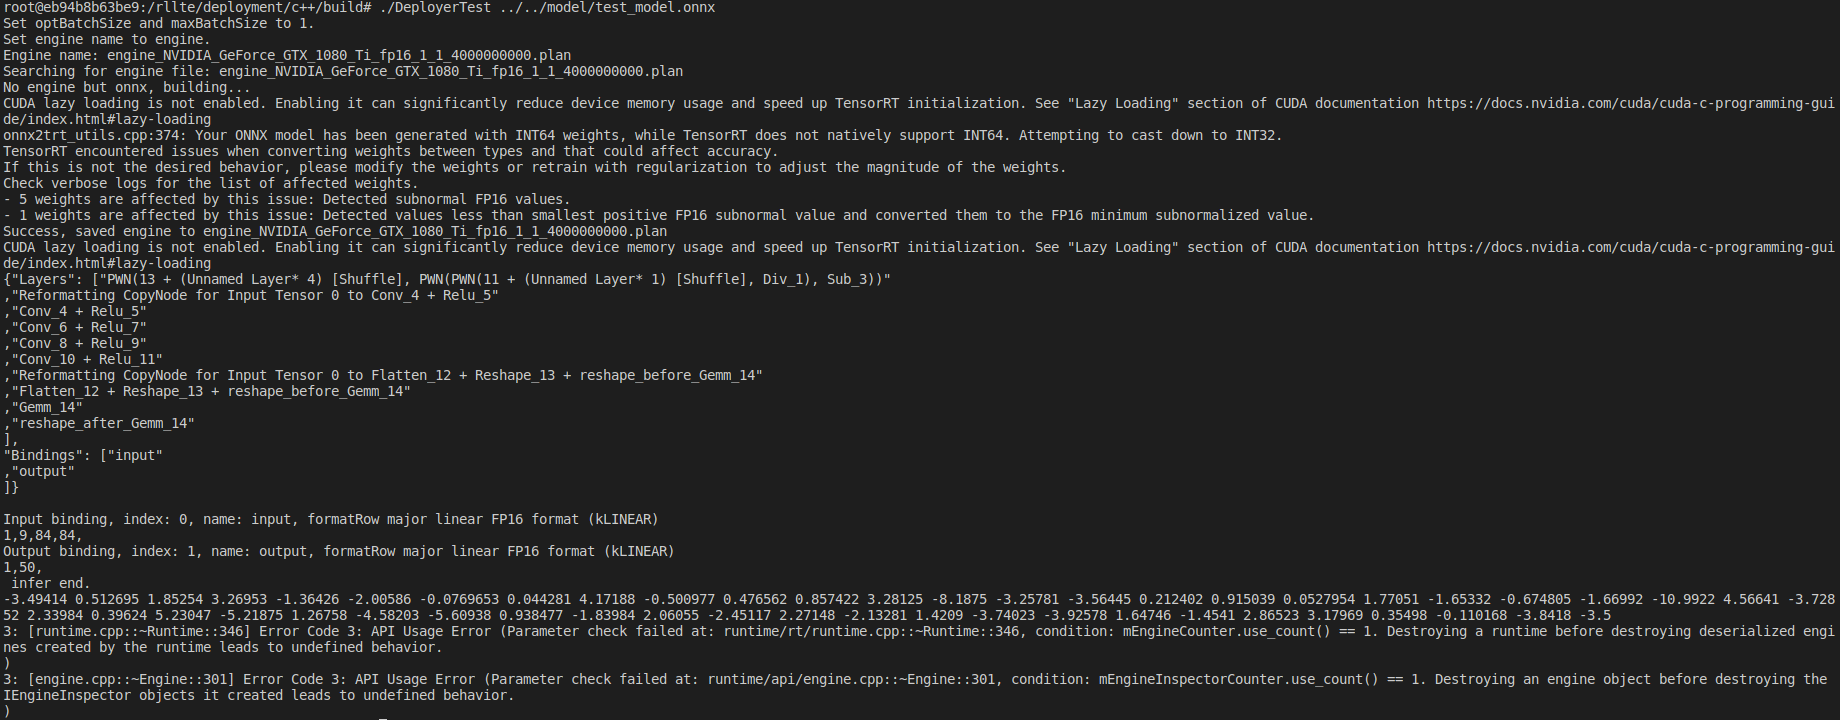 root@eb94b8b63be9:/rllte/deployment/c++/build# ./DeployerTest ../../model/test_model.onnx
Set optBatchSize and maxBatchSize to 1.
Set engine name to engine.
Engine name: engine_NVIDIA_GeForce_GTX_1080_Ti_fp16_1_1_4000000000.plan
Searching for engine file: engine_NVIDIA_GeForce_GTX_1080_Ti_fp16_1_1_4000000000.plan
No engine but onnx, building...
CUDA lazy loading is not enabled. Enabling it can significantly reduce device memory usage and speed up TensorRT initialization. See "Lazy Loading" section of CUDA documentation https://docs.nvidia.com/cuda/cuda-c-programming-gui
de/index.html#lazy-loading
onnx2trt_utils.cpp:374: Your ONNX model has been generated with INT64 weights, while TensorRT does not natively support INT64. Attempting to cast down to INT32.
TensorRT encountered issues when converting weights between types and that could affect accuracy.
If this is not the desired behavior, please modify the weights or retrain with regularization to adjust the magnitude of the weights.
Check verbose logs for the list of affected weights.
- 5 weights are affected by this issue: Detected subnormal FP16 values.
- 1 weights are affected by this issue: Detected values less than smallest positive FP16 subnormal value and converted them to the FP16 minimum subnormalized value.
Success, saved engine to engine_NVIDIA_GeForce_GTX_1080_Ti_fp16_1_1_4000000000.plan
CUDA lazy loading is not enabled. Enabling it can significantly reduce device memory usage and speed up TensorRT initialization. See "Lazy Loading" section of CUDA documentation https://docs.nvidia.com/cuda/cuda-c-programming-gui
de/index.html#lazy-loading
{"Layers": ["PWN(13 + (Unnamed Layer* 4) [Shuffle], PWN(PWN(11 + (Unnamed Layer* 1) [Shuffle], Div_1), Sub_3))"
,"Reformatting CopyNode for Input Tensor 0 to Conv_4 + Relu_5"
,"Conv_4 + Relu_5"
,"Conv_6 + Relu_7"
,"Conv_8 + Relu_9"
,"Conv_10 + Relu_11"
,"Reformatting CopyNode for Input Tensor 0 to Flatten_12 + Reshape_13 + reshape_before_Gemm_14"
,"Flatten_12 + Reshape_13 + reshape_before_Gemm_14"
,"Gemm_14"
,"reshape_after_Gemm_14"
],
"Bindings": ["input"
,"output"
]}
Input binding, index: 0, name: input, formatRow major linear FP16 format (kLINEAR)
1,9,84,84,
Output binding, index: 1, name: output, formatRow major linear FP16 format (kLINEAR)
1,50,
infer end.
-3.49414 0.512695 1.85254 3.26953 -1.36426 -2.00586 -0.0769653 0.044281 4.17188 -0.500977 0.476562 0.857422 3.28125 -8.1875 -3.25781 -3.56445 0.212402 0.915039 0.0527954 1.77051 -1.65332 -0.674805 -1.66992 -10.9922 4.56641 -3.728
52 2.33984 0.39624 5.23047 -5.21875 1.26758 -4.58203 -5.60938 0.938477 -1.83984 2.06055 -2.45117 2.27148 -2.13281 1.4209 -3.74023 -3.92578 1.64746 -1.4541 2.86523 3.17969 0.35498 -0.110168 -3.8418 -3.5
3: [runtime.cpp::~Runtime::346] Error Code 3: API Usage Error (Parameter check failed at: runtime/rt/runtime.cpp::~Runtime::346, condition: mEngineCounter.use_count() == 1. Destroying a runtime before destroying deserialized engi
nes created by the runtime leads to undefined behavior.
)
3: [engine.cpp::~Engine::301] Error Code 3: API Usage Error (Parameter check failed at: runtime/api/engine.cpp::~Engine::301, condition: mEngineInspectorCounter.use_count() == 1. Destroying an engine object before destroying the
IEngineInspector objects it created leads to undefined behavior.
)